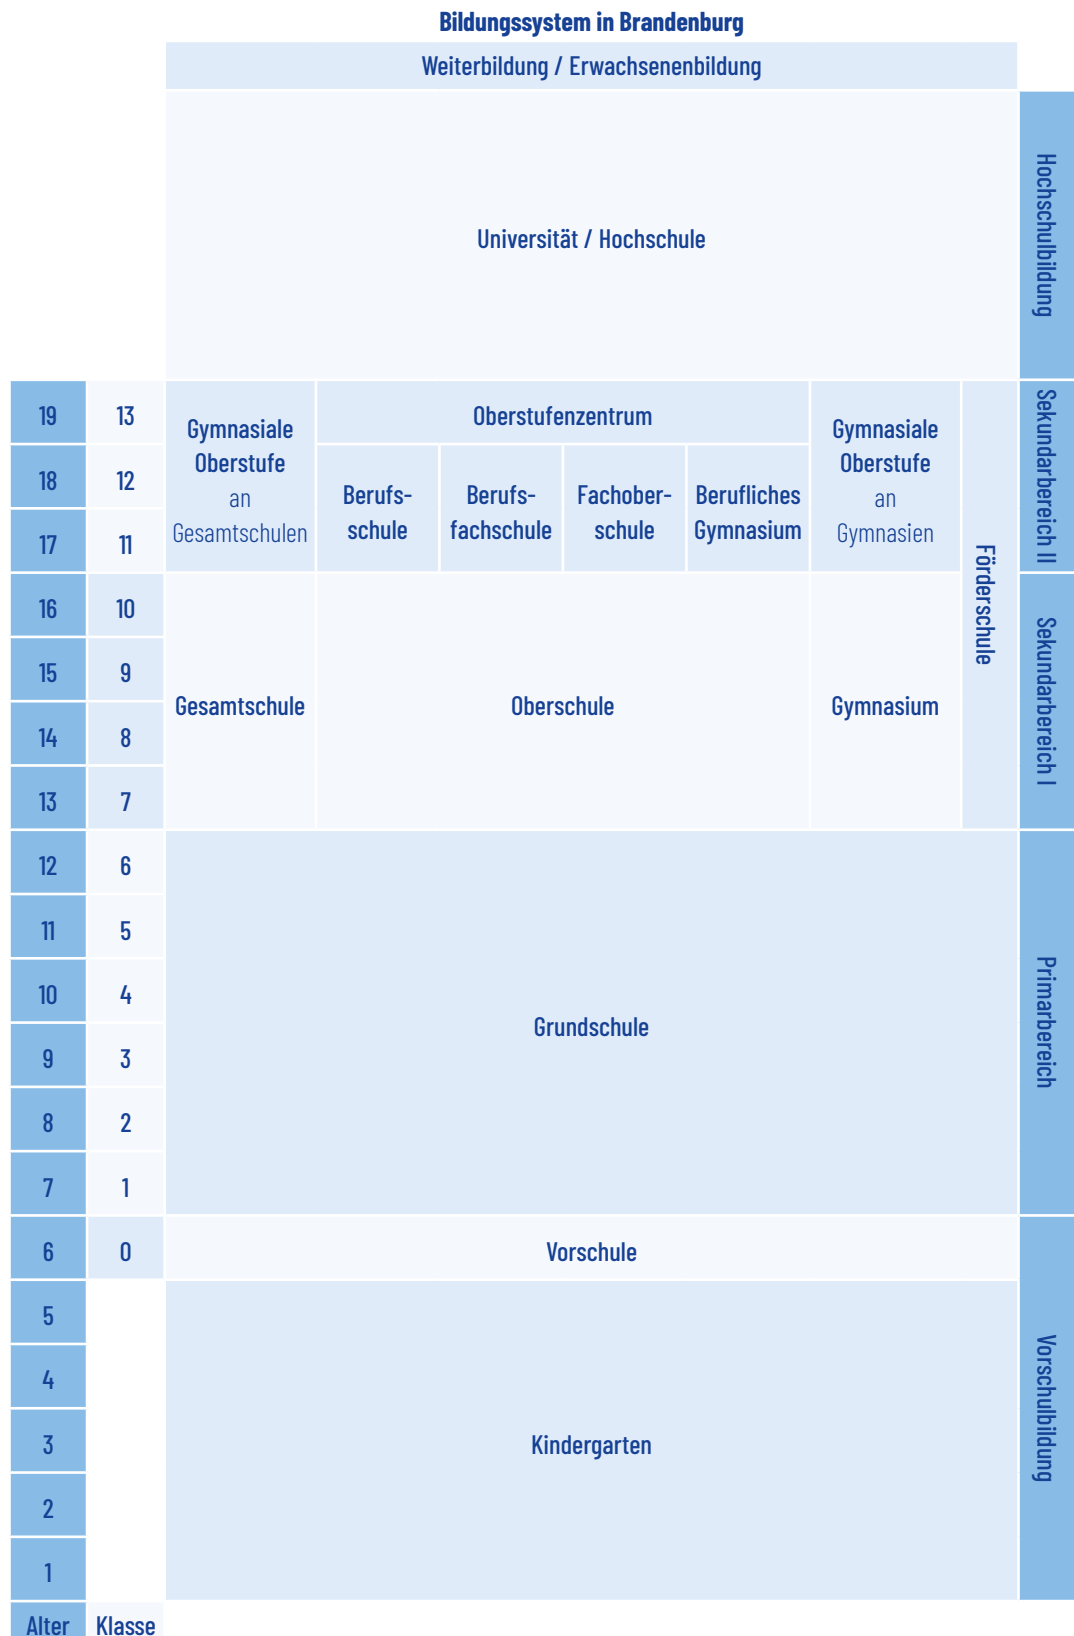 Bildungssystem in Brandenburg
Weiterbildung / Erwachsenenbildung
Universität / Hochschule
Hochschulbildung
19
13
Gymnasiale
Oberstufe
an
Gesamtschulen
Oberstufenzentrum
Gymnasiale
Oberstufe
an
Gymnasien
Förderschule
Sekundarbereich II
18
12
Berufs-
schule
Berufs-
fachschule
Fachober-
schule
Berufliches
Gymnasium
17
11
16
10
Gesamtschule
Oberschule
Gymnasium
Sekundarbereich I
15
9
14
8
13
7
12
6
Grundschule
Primarbereich
11
5
10
4
9
3
8
2
7
1
6
0
Vorschule
Vorschulbildung
5
Kindergarten
4
3
2
1
Alter
Klasse